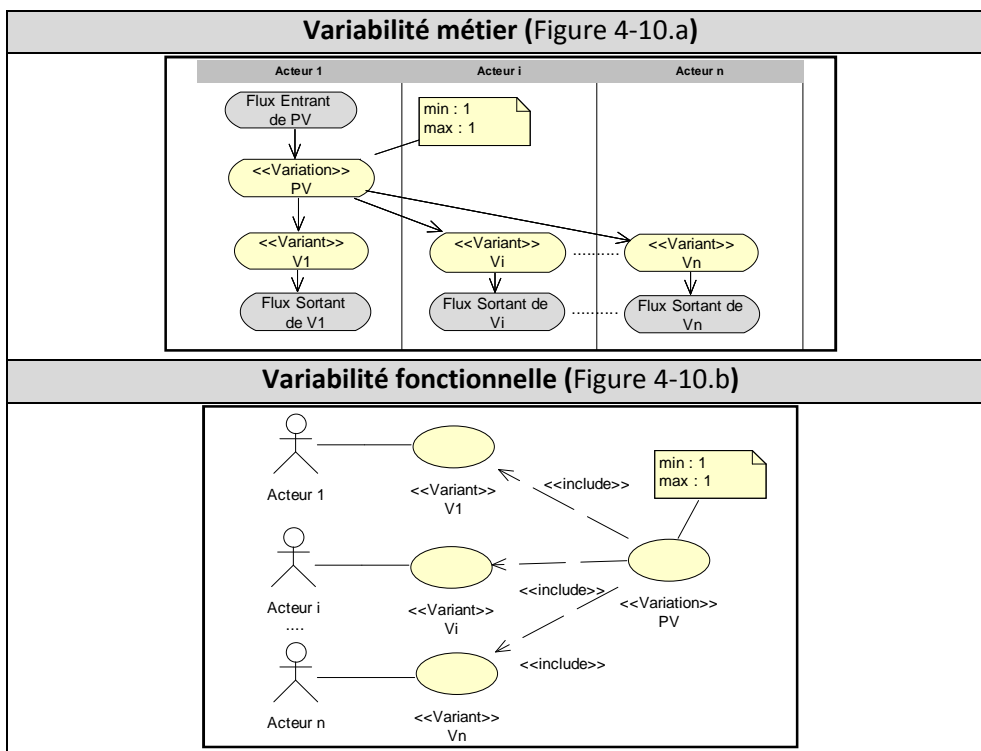 Variabilité métier (Figure 4-10.a)
Acteur 1
Acteur i
Acteur n
Flux Entrant
de PV
min : 1
max : 1
<<Variation>>
PV
<<Variant>>
V1
<<Variant>>
Vi
..........
<<Variant>>
Vn
Flux Sortant
de V1
Flux Sortant de
Vi
..........
Flux Sortant de
Vn
Variabilité fonctionnelle (Figure 4-10.b)
Acteur 1
<<Variant>>
V1
<<include>>
min : 1
max : 1
Acteur i
....
<<Variant>>
Vi
<<include>>
<<Variation>>
PV
Acteur n
<<Variant>>
Vn
<<include>>